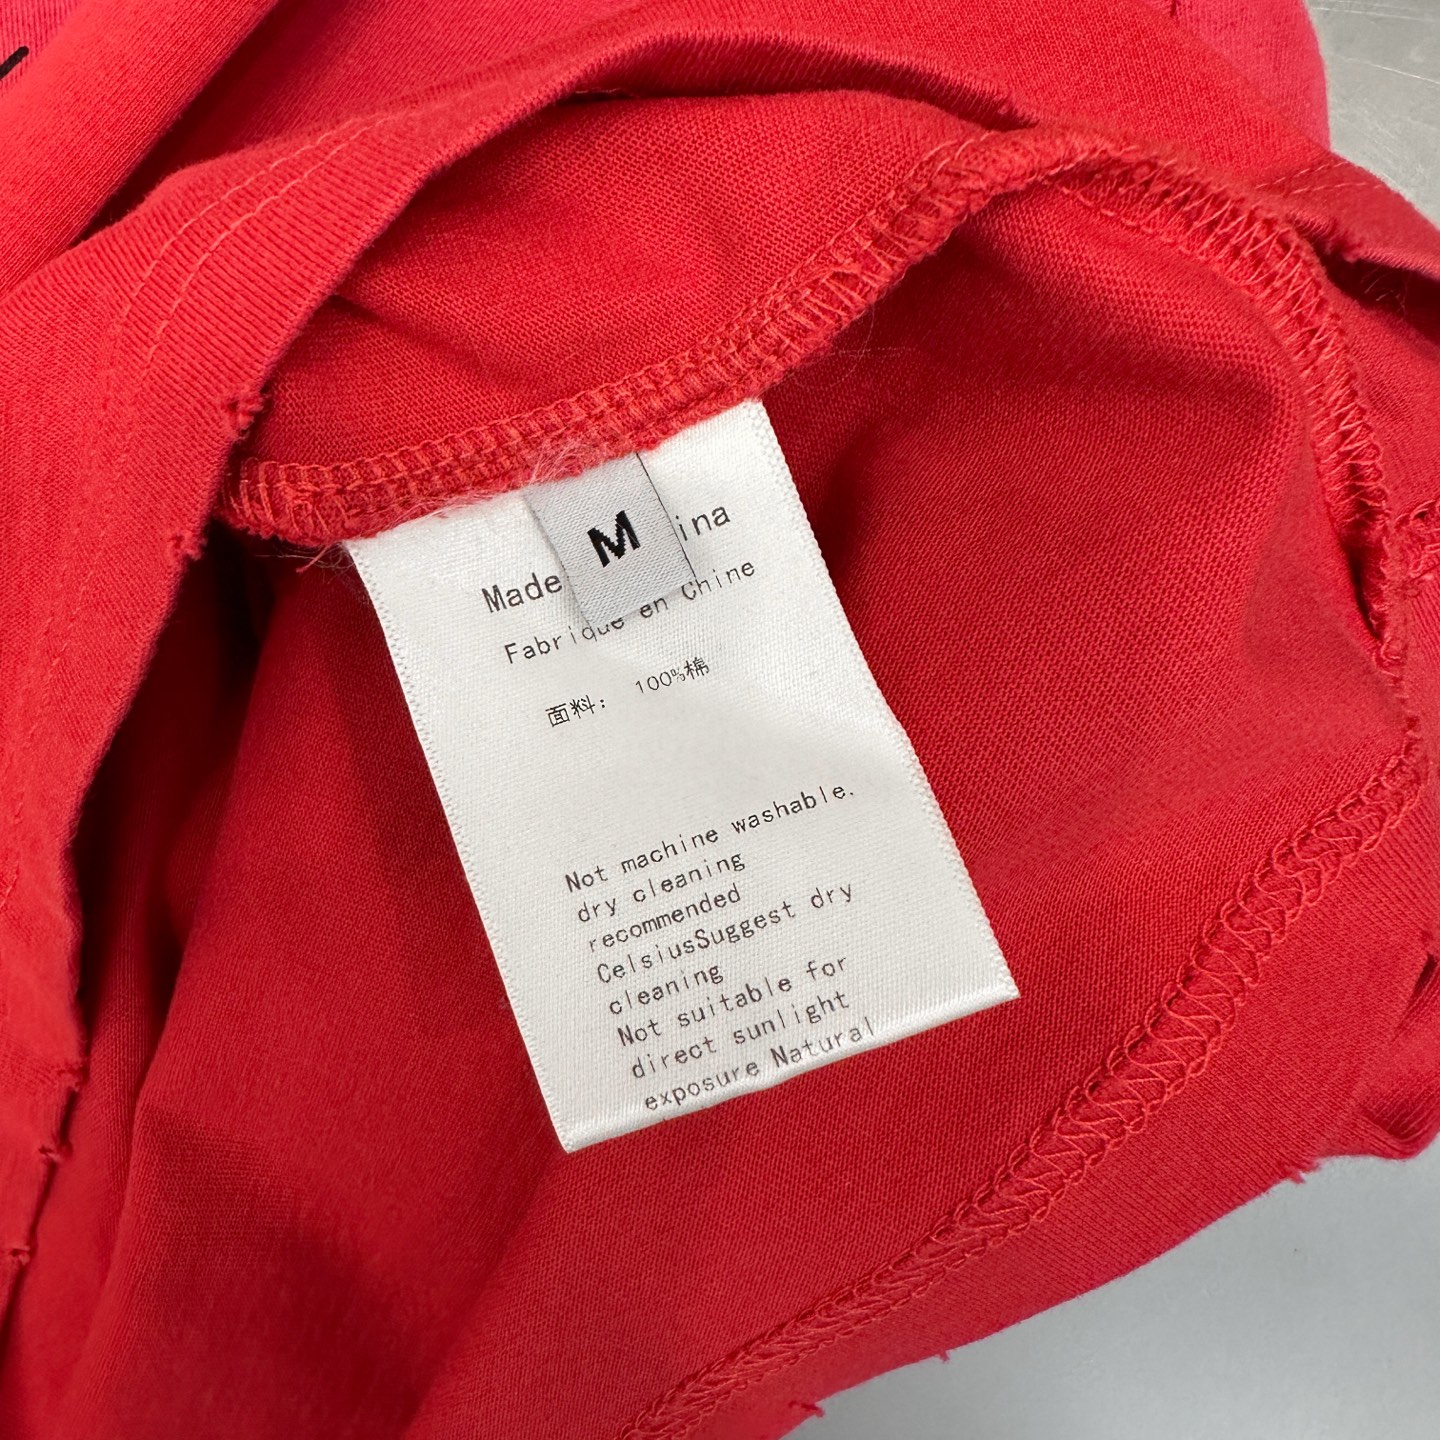 M
Made ina
Fabrique en Chine
面料： 100%棉
Not machine washable.
dry cleaning
recommended
CelsiusSuggest dry
cleaning
Not suitable for
direct sunlight
exposure Natural